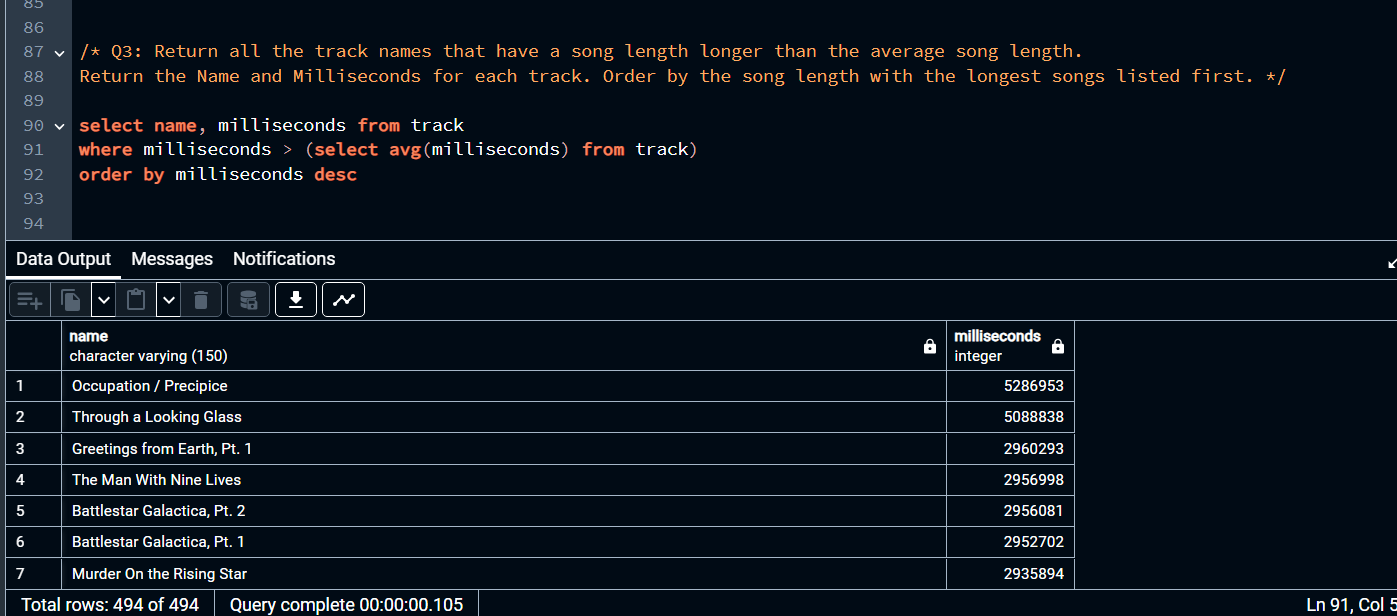 85
86
87 /* Q3: Return all the track names that have a song length longer than the average song length.
88 Return the Name and Milliseconds for each track. Order by the song length with the longest songs listed first. */
89
90 select name, milliseconds from track
91 where milliseconds > (select avg(milliseconds) from track)
92 order by milliseconds desc
93
94
Data Output Messages Notifications
name milliseconds
character varying (150) integer
1 Occupation / Precipice 5286953
2 Through a Looking Glass 5088838
3 Greetings from Earth, Pt. 1 2960293
4 The Man With Nine Lives 2956998
5 Battlestar Galactica, Pt. 2 2956081
6 Battlestar Galactica, Pt. 1 2952702
7 Murder On the Rising Star 2935894
Total rows: 494 of 494 Query complete 00:00:00.105 Ln 91, Col